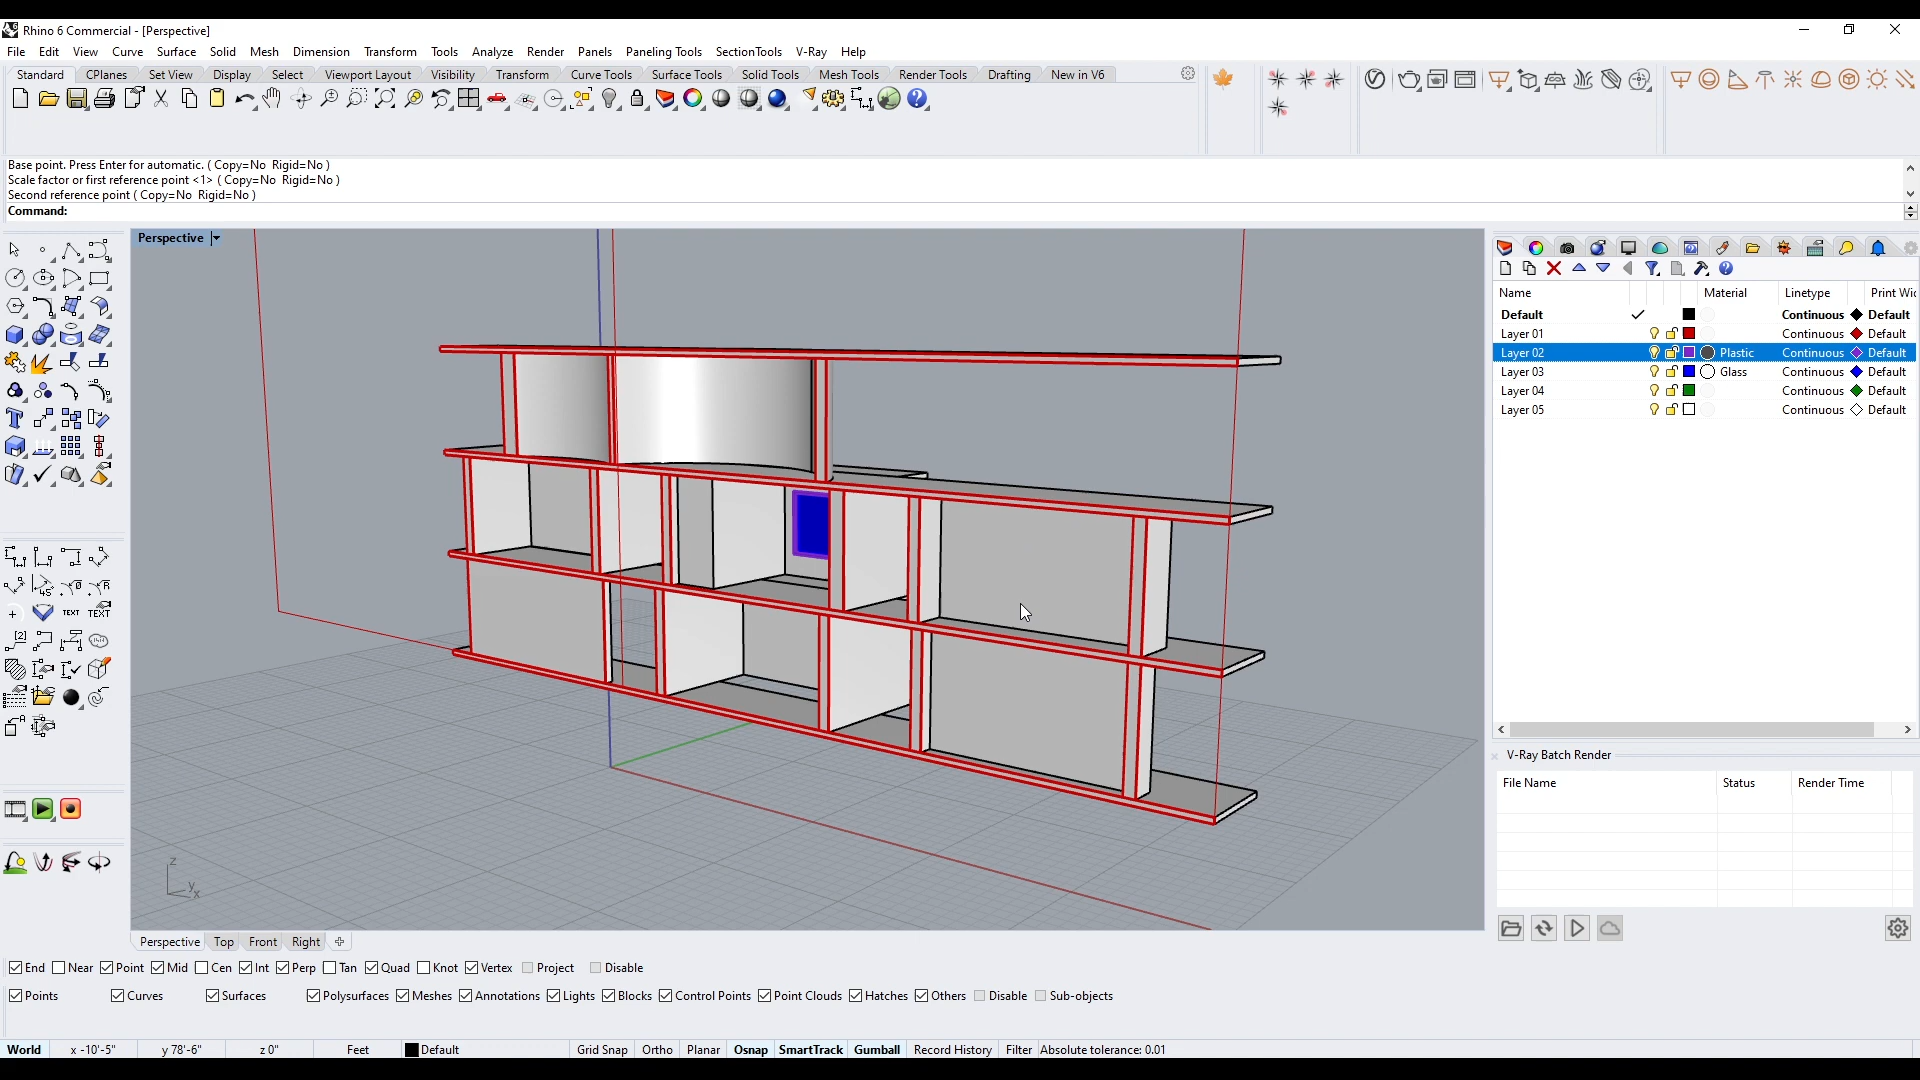 Rhino 6 Commercial - [Perspective]
File Edit View Curve Surface Solid Mesh Dimension Transform Tools Analyze Render Panels Paneling Tools SectionTools V-Ray Help
Standard CPlanes Set View Display Select Viewport Layout Visibility Transform Curve Tools Surface Tools Solid Tools Mesh Tools Render Tools Drafting New in V6
Base point. Press Enter for automatic. ( Copy=No Rigid=No )
Scale factor or first reference point <1> ( Copy=No Rigid=No )
Second reference point ( Copy=No Rigid=No )
Command:
Perspective
Name Material Linetype Print Wi
Default Continuous Default
Layer 01 Continuous Default
Layer 02 Plastic Continuous Default
Layer 03 Glass Continuous Default
Layer 04 Continuous Default
Layer 05 Continuous Default
TEXT TEXT
V-Ray Batch Render
File Name Status Render Time
z
y
x
Perspective Top Front Right
End Near Point Mid Cen Int Perp Tan Quad Knot Vertex Project Disable
Points Curves Surfaces Polysurfaces Meshes Annotations Lights Blocks Control Points Point Clouds Hatches Others Disable Sub-objects
World x -10'-5" y 78'-6" z 0" Feet Default Grid Snap Ortho Planar Osnap SmartTrack Gumball Record History Filter Absolute tolerance: 0.01